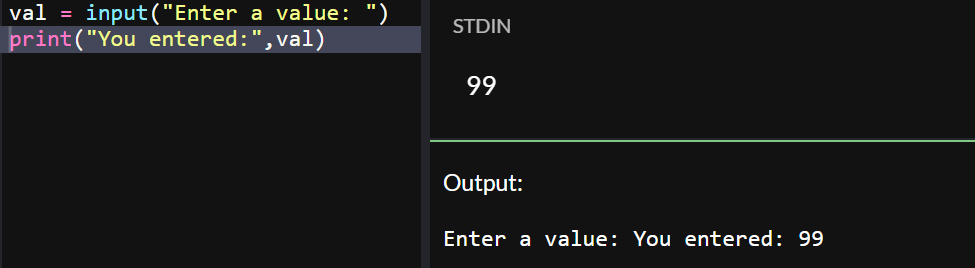 val = input("Enter a value: ")
print("You entered:",val)
STDIN
99
Output:
Enter a value: You entered: 99